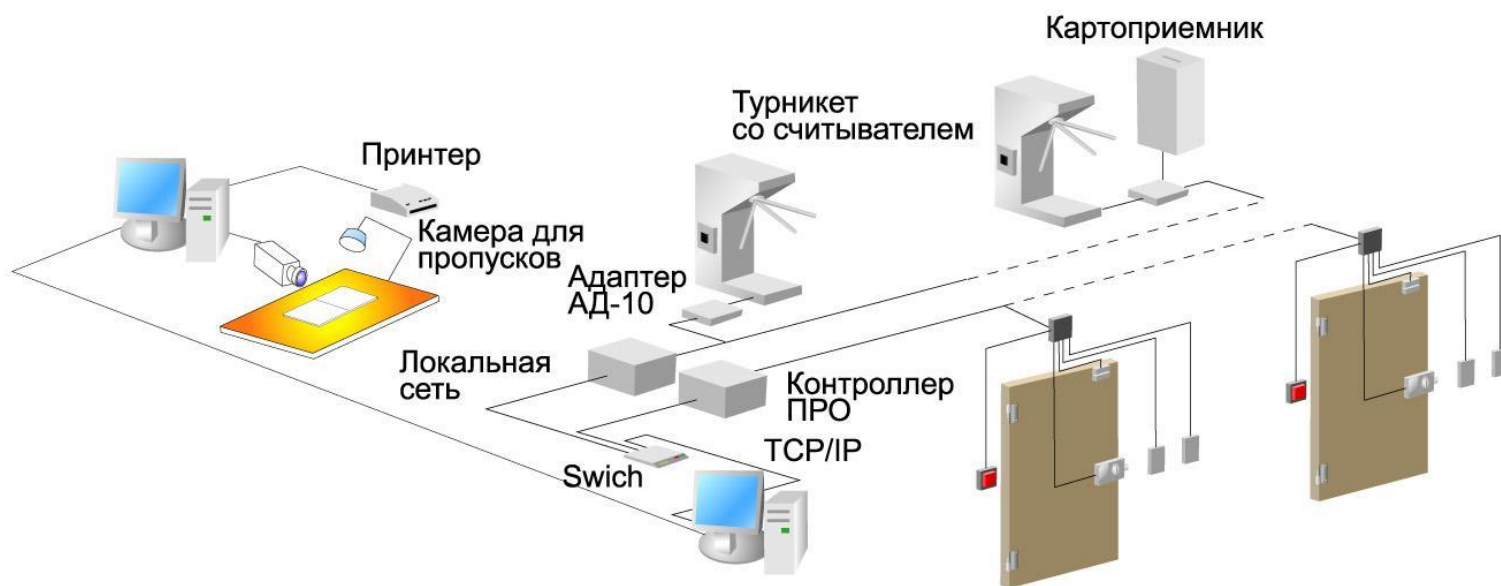 Картоприемник
Турникет
со считывателем
Принтер
Камера для
пропусков
Адаптер
АД-10
Локальная
сеть
Контроллер
ПРО
TCP/IP
Swich